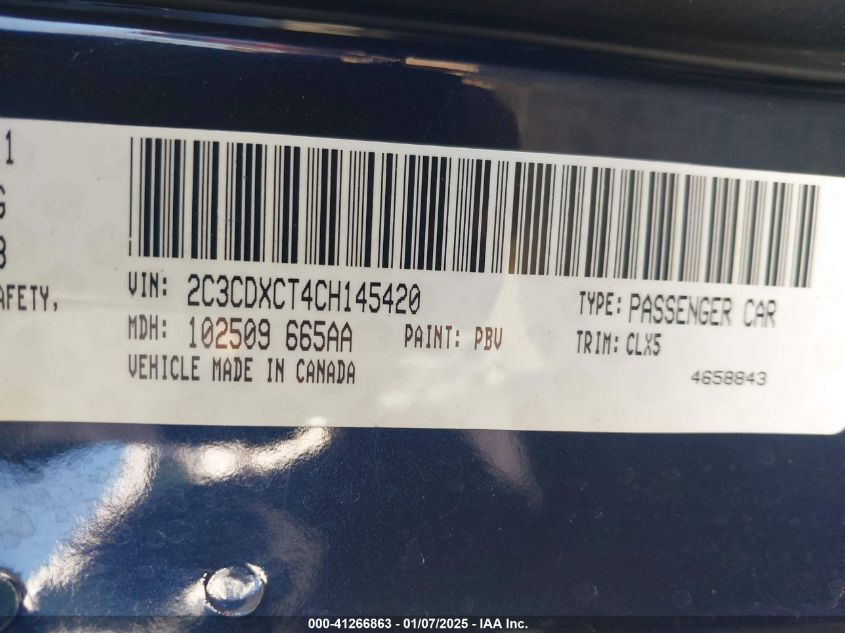 1
G
8
AFETY,
VIN: 2C3CDXCT4CH145420 TYPE: PASSENGER CAR
MDH: 102509 665AA PAINT: PBV TRIM: CLX5
VEHICLE MADE IN CANADA 4658843
000-41266863 - 01/07/2025 - IAA Inc.